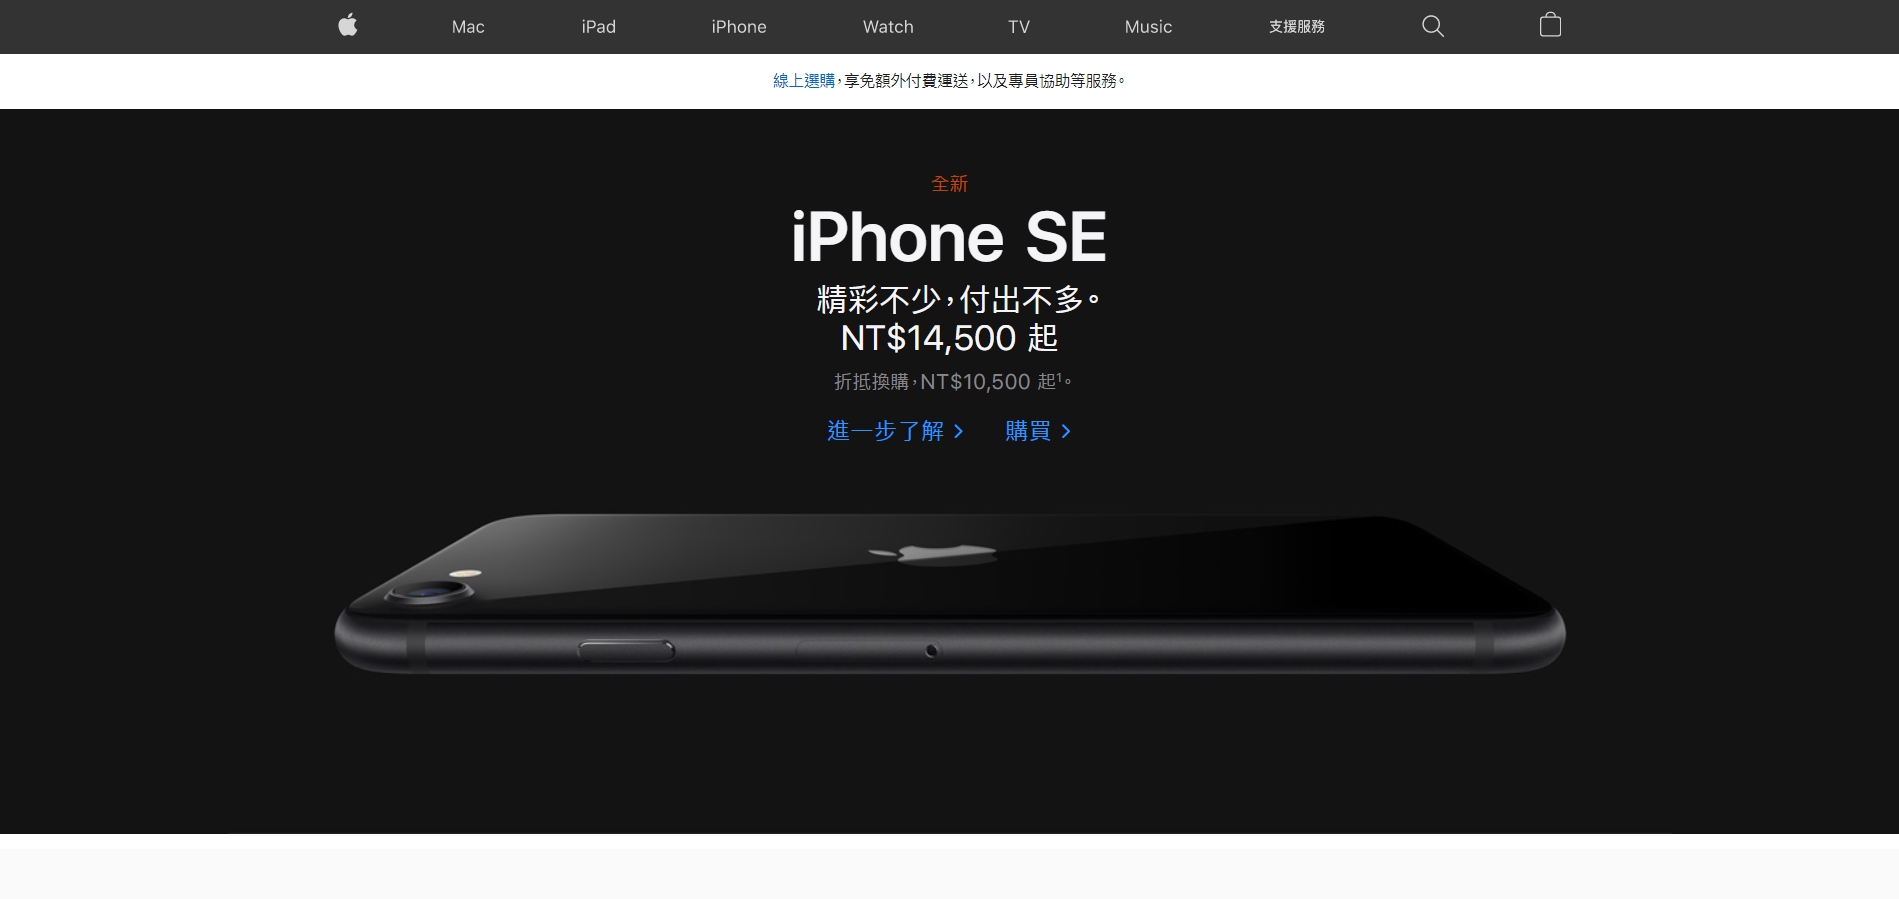 Mac iPad iPhone Watch TV Music 支援服務
線上選購，享免額外付費運送，以及專員協助等服務。
全新
iPhone SE
精彩不少，付出不多。
NT$14,500 起
折抵換購，NT$10,500 起¹。
進一步了解 > 購買 >